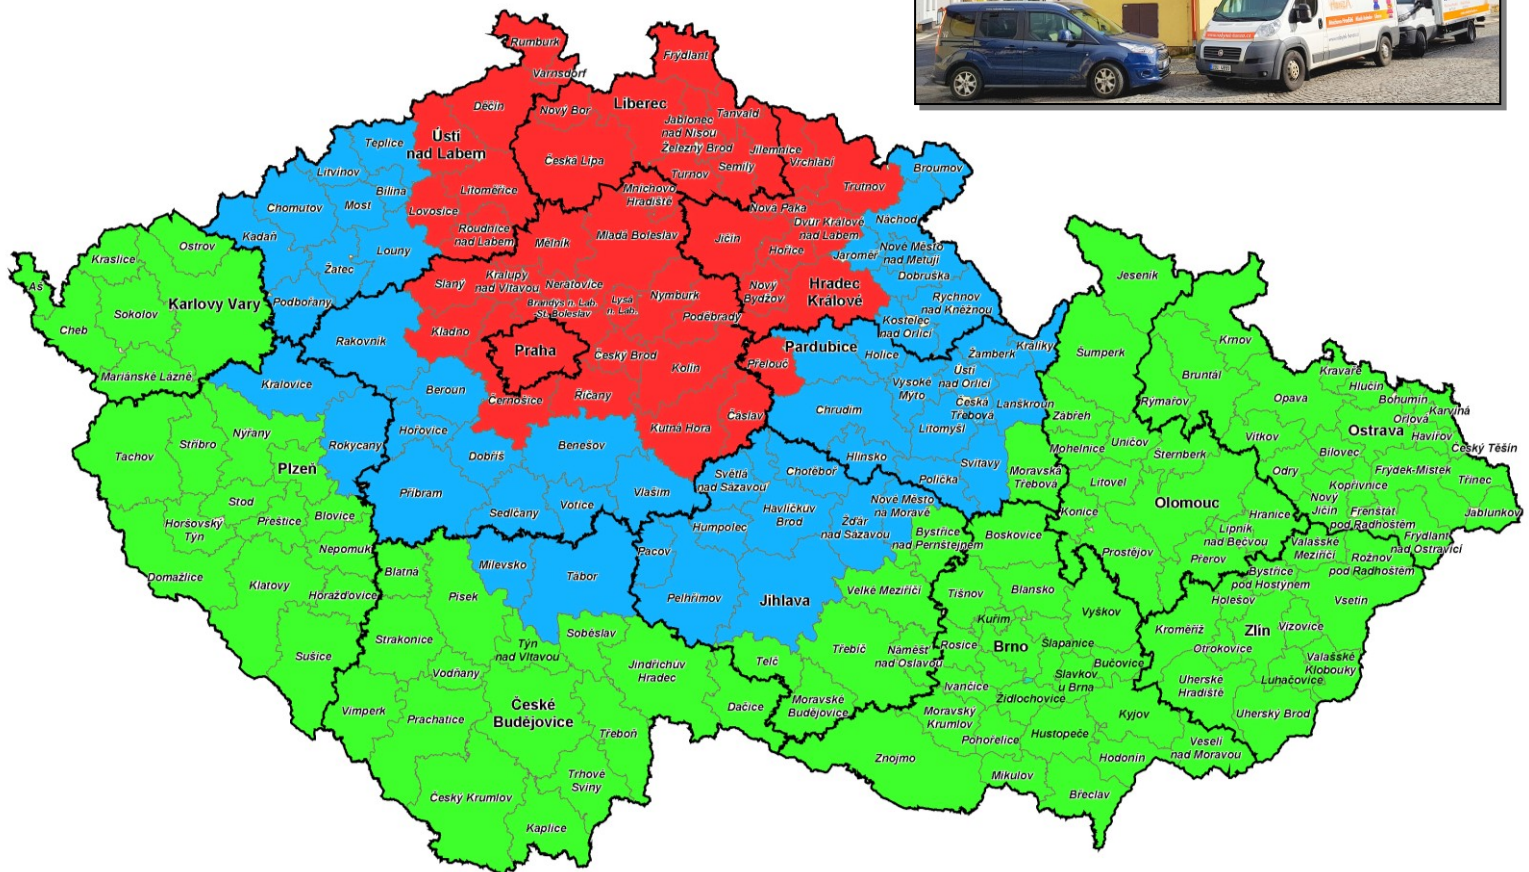 Rumburk
Varnsdorf
Frýdlant
Děčín
Nový Bor
Liberec
Jablonec
nad Nisou
Tanvald
Železný Brod
Jilemnice
Vrchlabí
Trutnov
Semily
Turnov
Česká Lípa
Ústí
nad Labem
Teplice
Litvínov
Bílina
Most
Chomutov
Kadaň
Louny
Žatec
Podbořany
Litoměřice
Lovosice
Roudnice
nad Labem
Mělník
Mnichovo
Hradiště
Mladá Boleslav
Jičín
Nová Paka
Dvůr Králové
nad Labem
Hořice
Broumov
Náchod
Jaroměř
Nové Město
nad Metují
Dobruška
Rychnov
nad Kněžnou
Kostelec
nad Orlicí
Hradec
Králové
Nový
Bydžov
Ostrov
Kraslice
Aš
Karlovy Vary
Sokolov
Cheb
Mariánské Lázně
Slaný
Kralupy
nad Vltavou
Neratovice
Brandýs n. Lab.
-St. Boleslav
Lysá
n. Lab.
Nymburk
Poděbrady
Kladno
Rakovník
Praha
Český Brod
Kolín
Říčany
Černošice
Kutná Hora
Čáslav
Beroun
Hořovice
Dobříš
Benešov
Příbram
Sedlčany
Votice
Vlašim
Kralovice
Rokycany
Nýřany
Stříbro
Tachov
Plzeň
Stod
Přeštice
Blovice
Horšovský
Týn
Nepomuk
Domažlice
Klatovy
Horažďovice
Sušice
Přelouč
Pardubice
Holice
Chrudim
Vysoké
Mýto
Ústí
nad Orlicí
Žamberk
Králíky
Česká
Třebová
Lanškroun
Litomyšl
Hlinsko
Svitavy
Polička
Moravská
Třebová
Světlá
nad Sázavou
Chotěboř
Havlíčkův
Brod
Humpolec
Pacov
Pelhřimov
Jihlava
Žďár
nad Sázavou
Nové Město
na Moravě
Bystřice
nad Pernštejnem
Velké Meziříčí
Třebíč
Náměšť
nad Oslavou
Telč
Moravské
Budějovice
Blatná
Milevsko
Tábor
Písek
Strakonice
Týn
nad Vltavou
Soběslav
Vodňany
Jindřichův
Hradec
Dačice
Vimperk
Prachatice
České
Budějovice
Třeboň
Trhové
Sviny
Český Krumlov
Kaplice
Jeseník
Šumperk
Zábřeh
Mohelnice
Uničov
Šternberk
Litovel
Olomouc
Konice
Prostějov
Přerov
Lipník
nad Bečvou
Hranice
Krnov
Bruntál
Rýmařov
Opava
Kravaře
Hlučín
Bohumín
Orlová
Karviná
Ostrava
Havířov
Český Těšín
Vítkov
Bílovec
Odry
Frýdek-Místek
Kopřivnice
Třinec
Nový
Jičín
Frenštát
pod Radhoštěm
Jablunkov
Frýdlant
nad Ostravicí
Boskovice
Tišnov
Blansko
Kuřim
Vyškov
Rosice
Brno
Šlapanice
Bučovice
Slavkov
u Brna
Ivančice
Židlochovice
Moravský
Krumlov
Pohořelice
Hustopeče
Kyjov
Hodonín
Veselí
nad Moravou
Znojmo
Mikulov
Břeclav
Valašské
Meziříčí
Rožnov
pod Radhoštěm
Bystřice
pod Hostýnem
Holešov
Vsetín
Kroměříž
Zlín
Vizovice
Otrokovice
Valašské
Klobouky
Luhačovice
Uherské
Hradiště
Uherský Brod